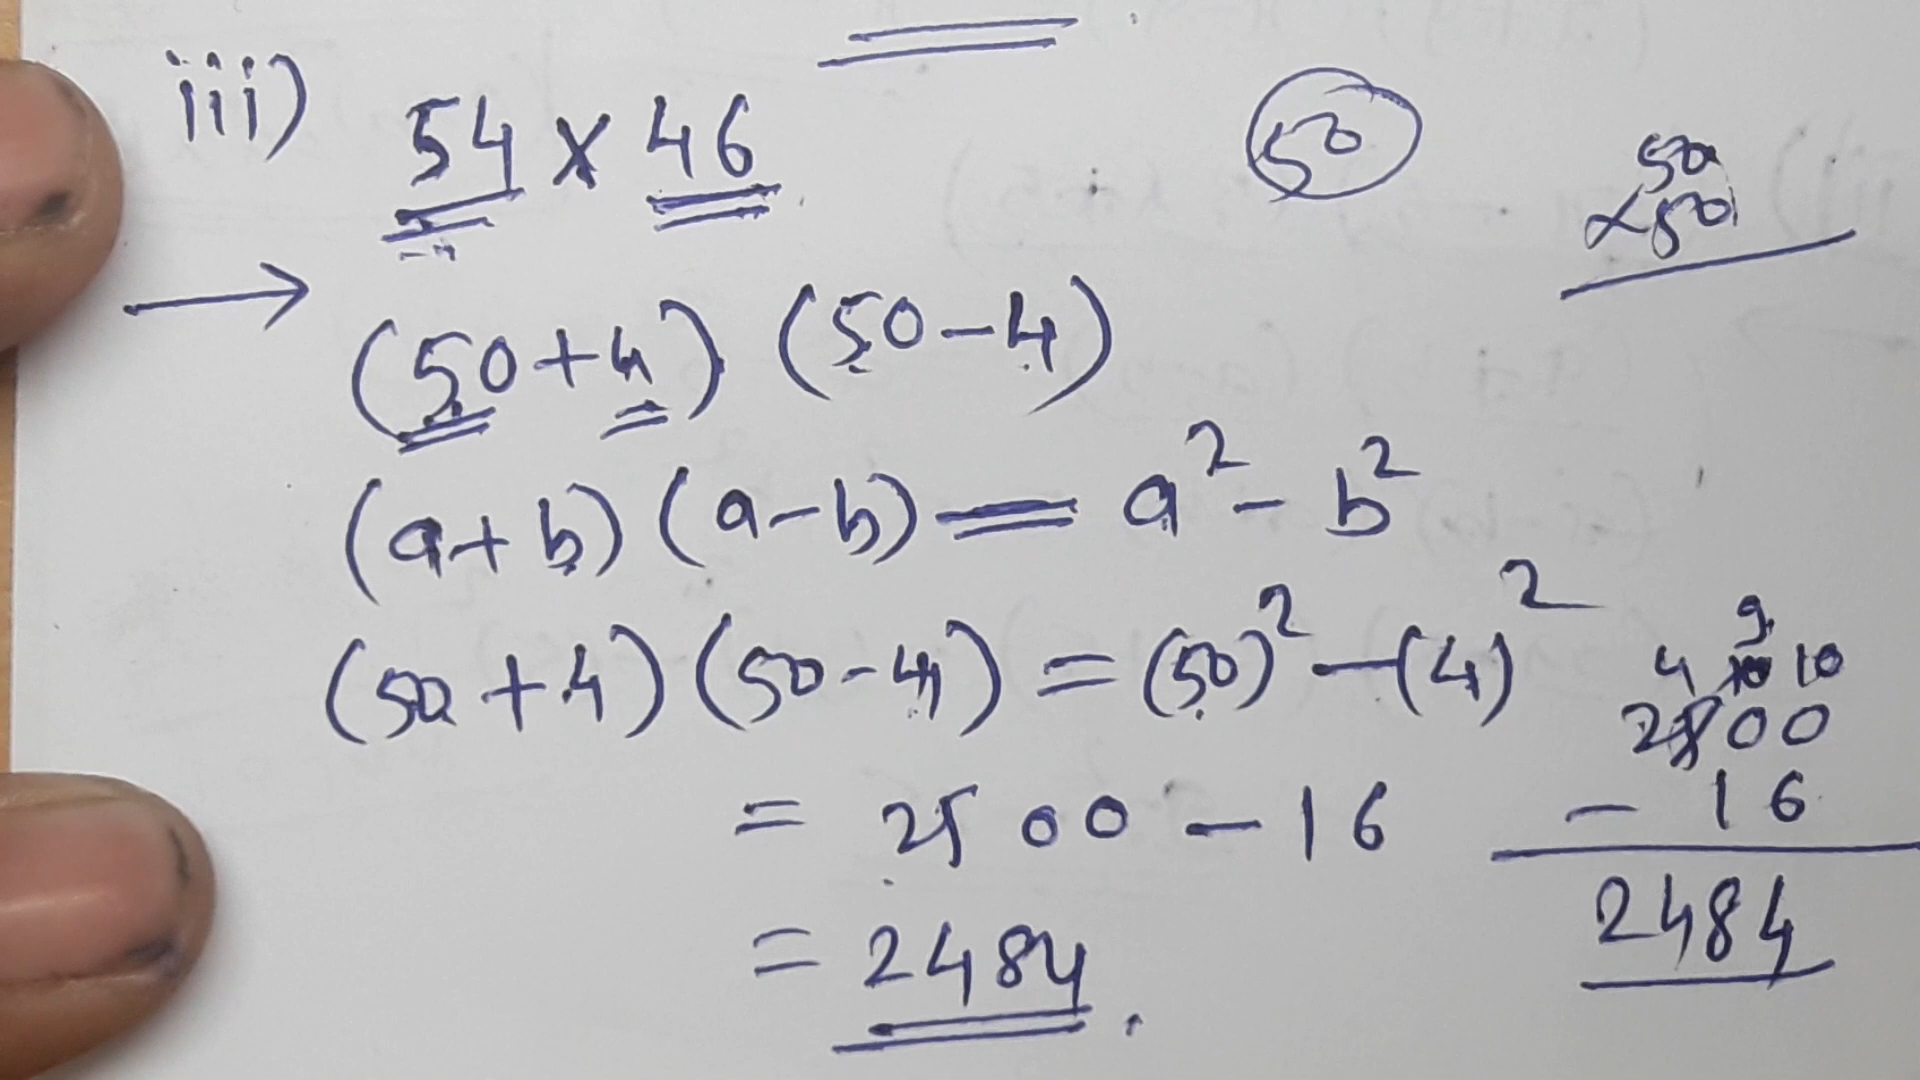 iii) 54 x 46
50
50
x50
(50+4) (50-4)
(a+b) (a-b) = a² - b²
(50+4) (50-4) = (50)² - (4)²
= 2500 - 16
= 2484.
9
4 10 10
2500
- 16
2484